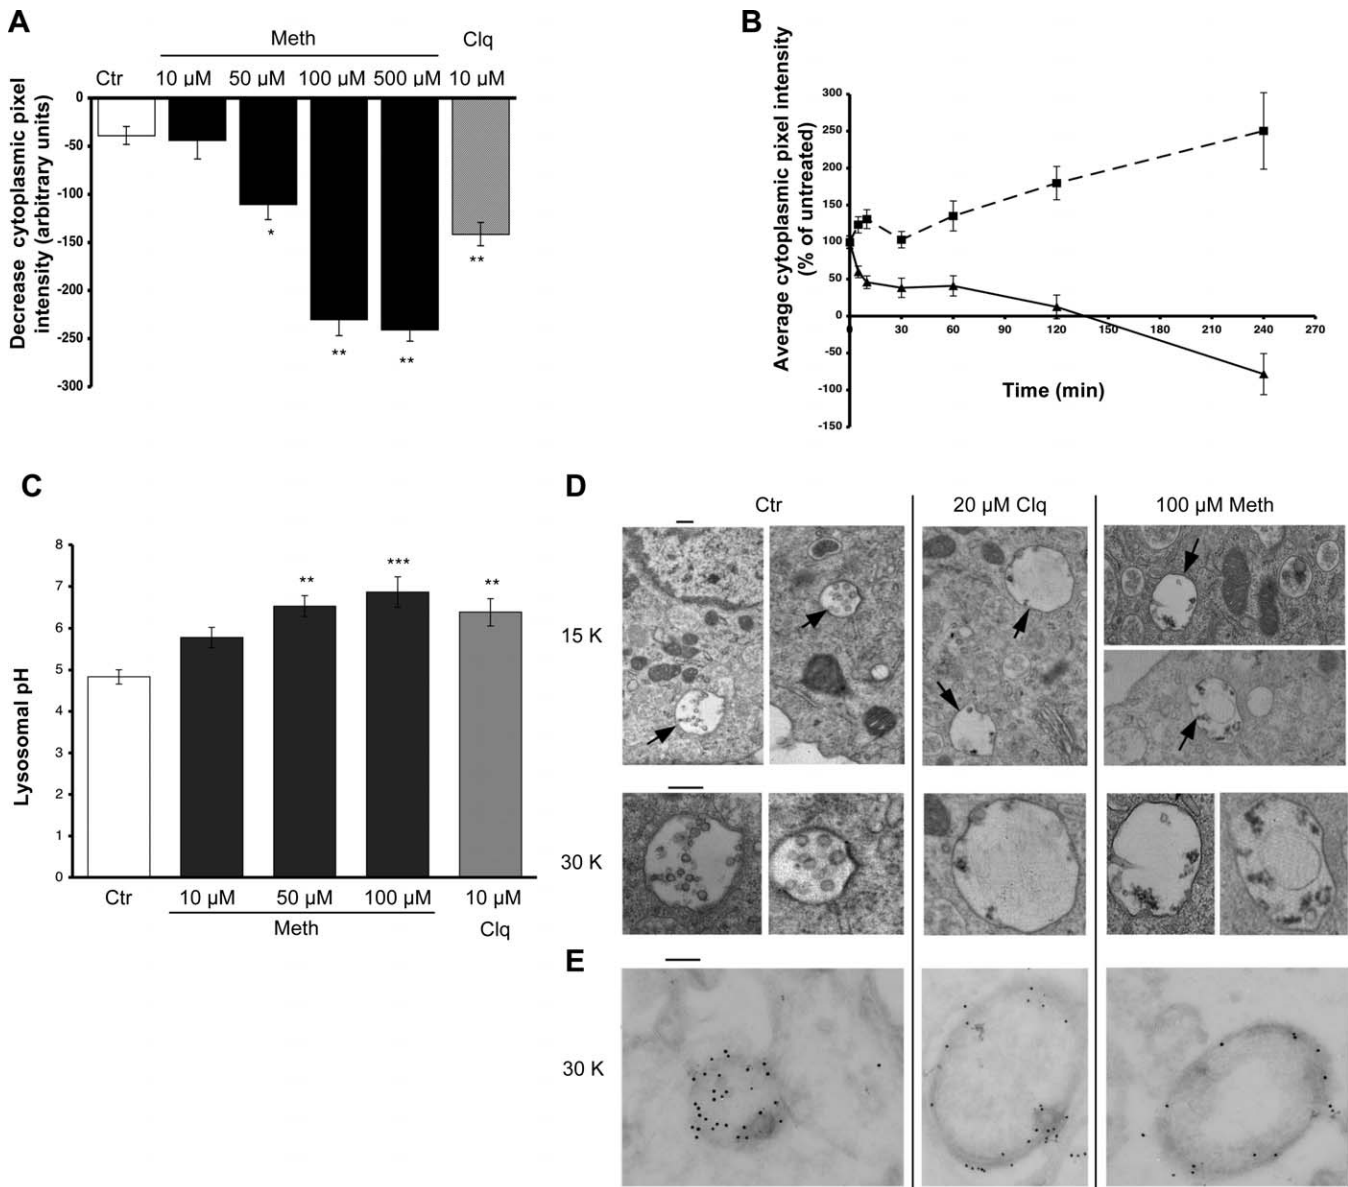 A
Meth
Clq
Ctr
10 µM
50 µM
100 µM
500 µM
10 µM
Decrease cytoplasmic pixel
intensity (arbitrary units)
0
-50
-100
-150
-200
-250
-300
*
**
**
**
B
Average cytoplasmic pixel intensity
(% of untreated)
300
250
200
150
100
50
0
-50
-100
-150
0
30
60
90
120
150
180
210
240
270
Time (min)
C
Lysosomal pH
8
7
6
5
4
3
2
1
0
**
***
**
Ctr
10 µM
50 µM
100 µM
10 µM
Meth
Clq
D
Ctr
20 µM Clq
100 µM Meth
15 K
30 K
E
30 K